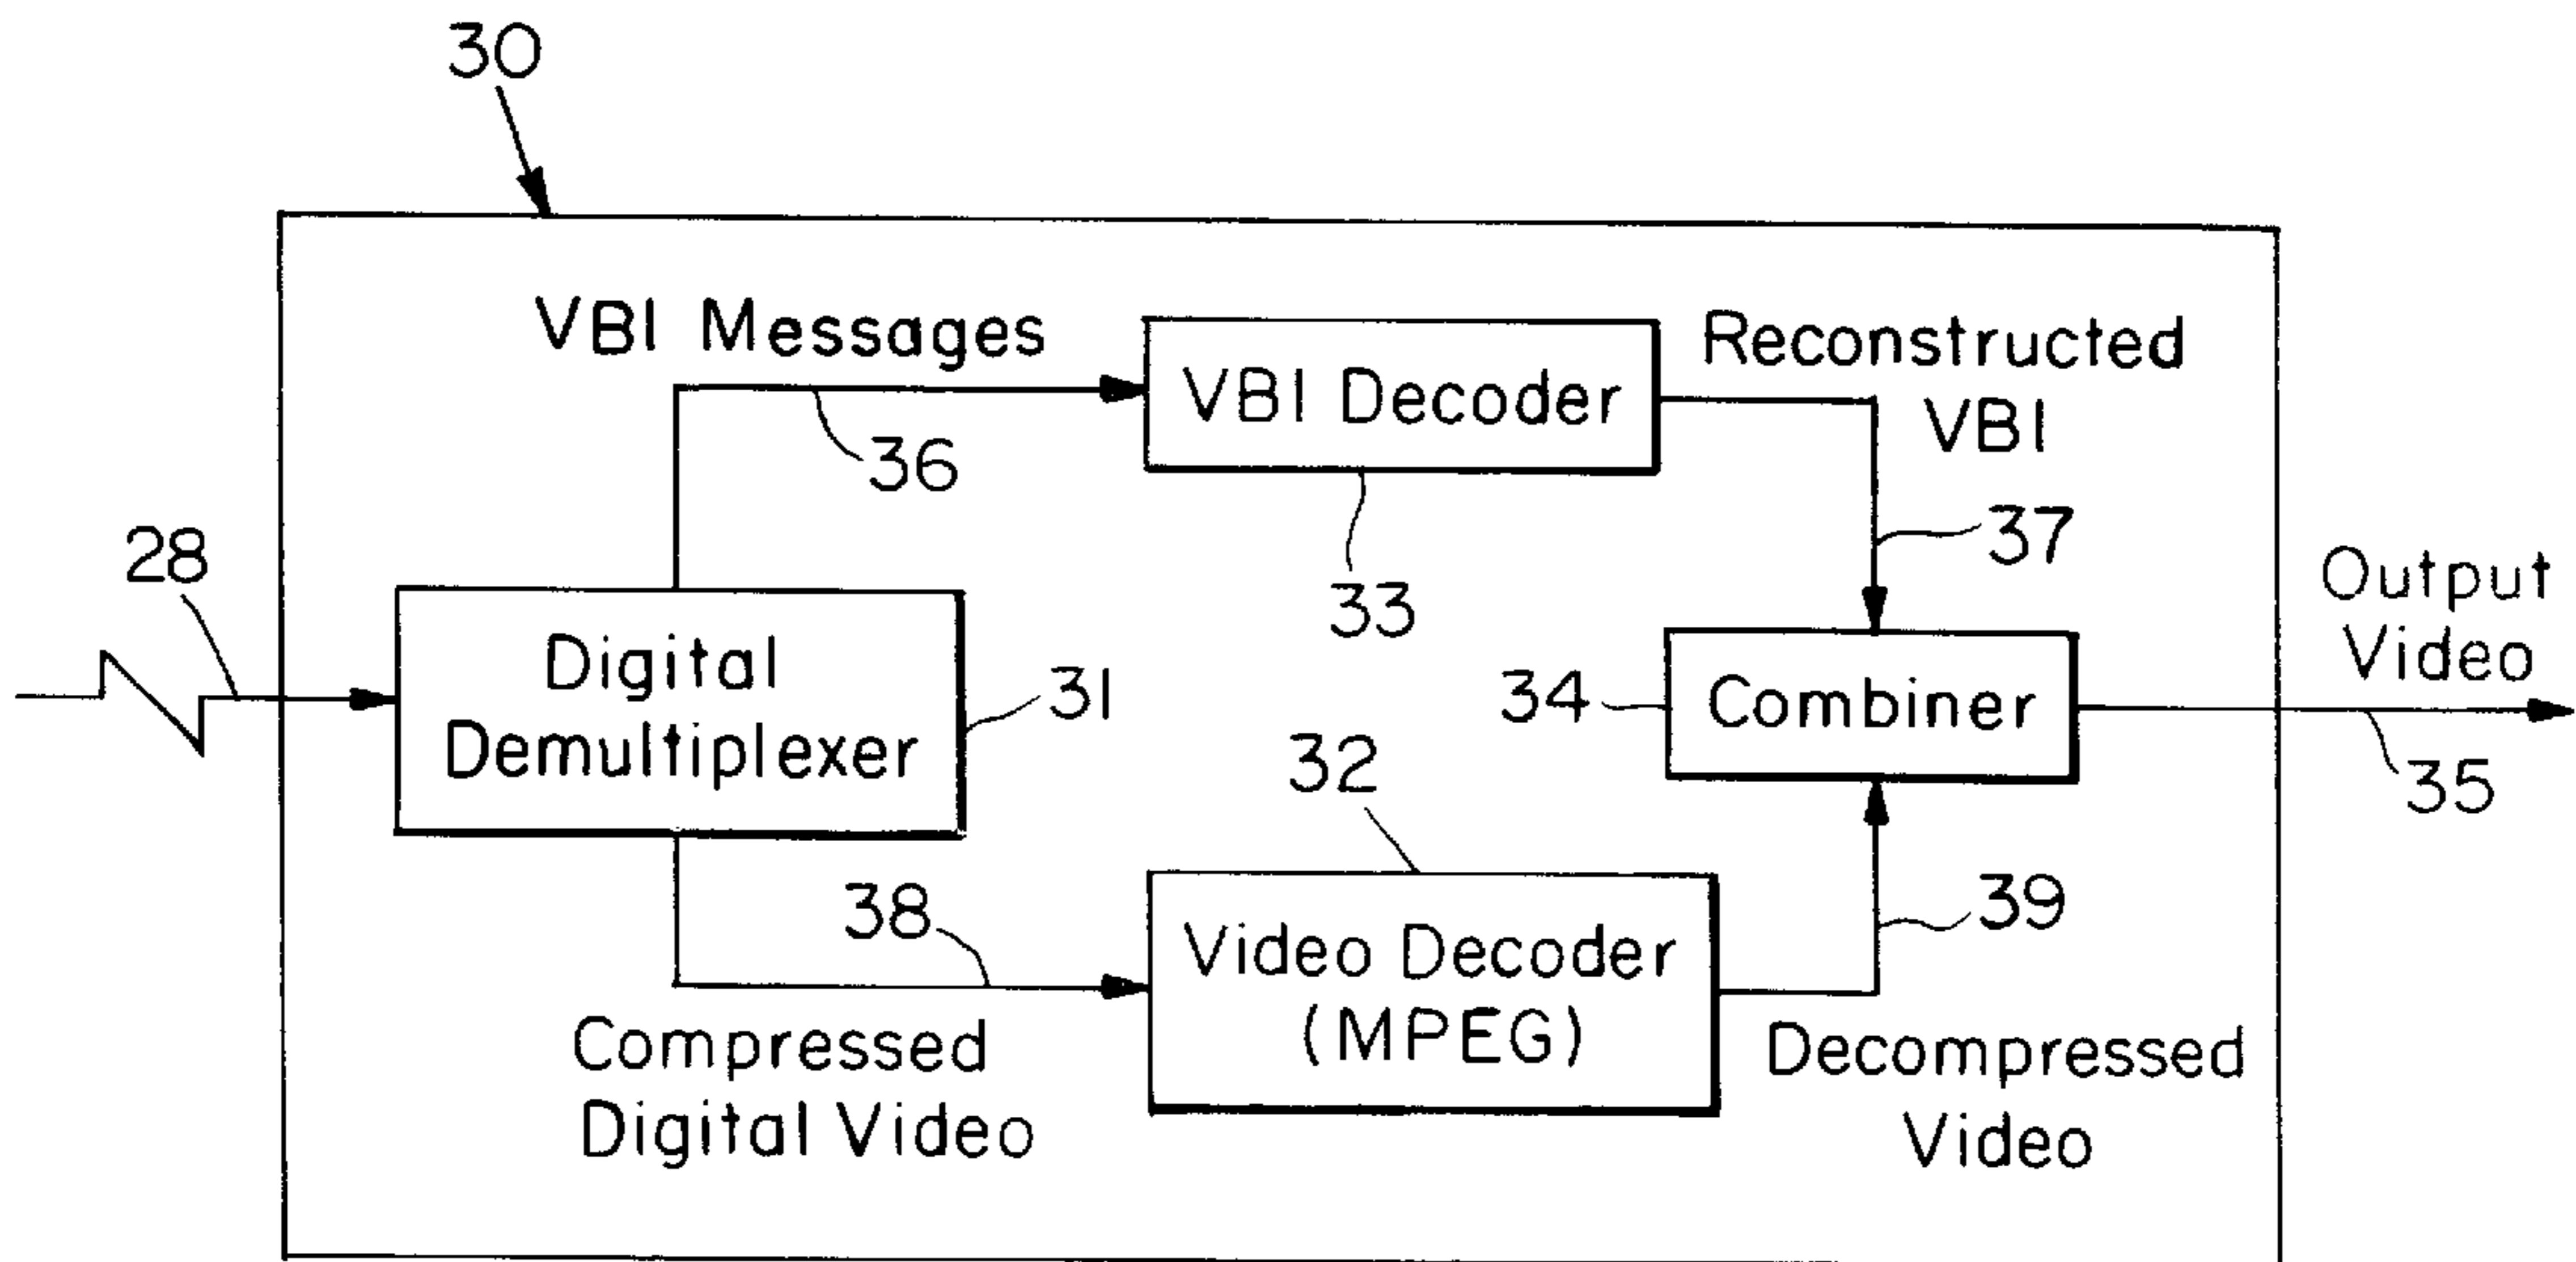 30
VBI Messages
VBI Decoder
Reconstructed
VBI
36
37
33
28
Output
Video
Digital
Demultiplexer
31
34
Combiner
35
32
38
39
Video Decoder
(MPEG)
Compressed
Digital Video
Decompressed
Video